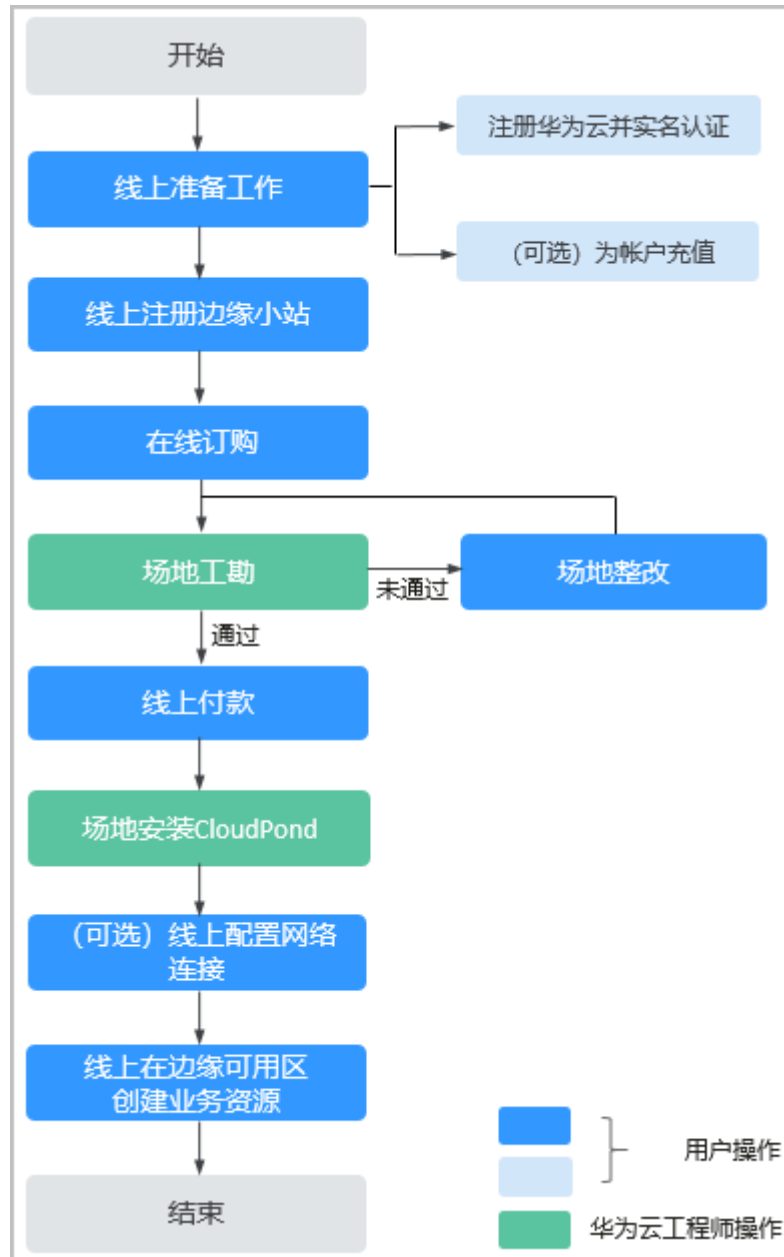 开始
注册华为云并实名认证
线上准备工作
（可选）为帐户充值
线上注册边缘小站
在线订购
场地工勘
未通过
场地整改
通过
线上付款
场地安装CloudPond
（可选）线上配置网络
连接
线上在边缘可用区
创建业务资源
用户操作
结束
华为云工程师操作